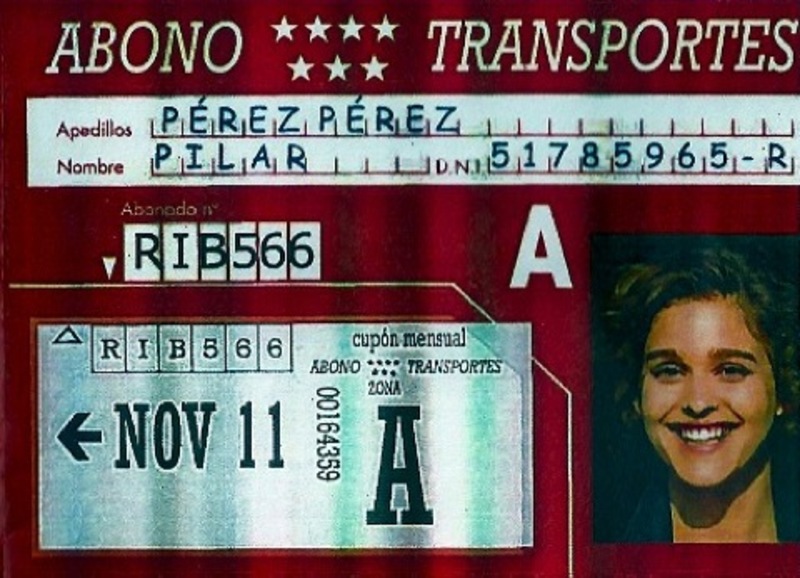 ABONO TRANSPORTES
Apedillos PÉREZ PÉREZ
Nombre PILAR D.N.I 51785965-R
Abonado nº
RIB566
A
RIB566
cupón mensual
ABONO TRANSPORTES
ZONA
NOV 11
00164359
A